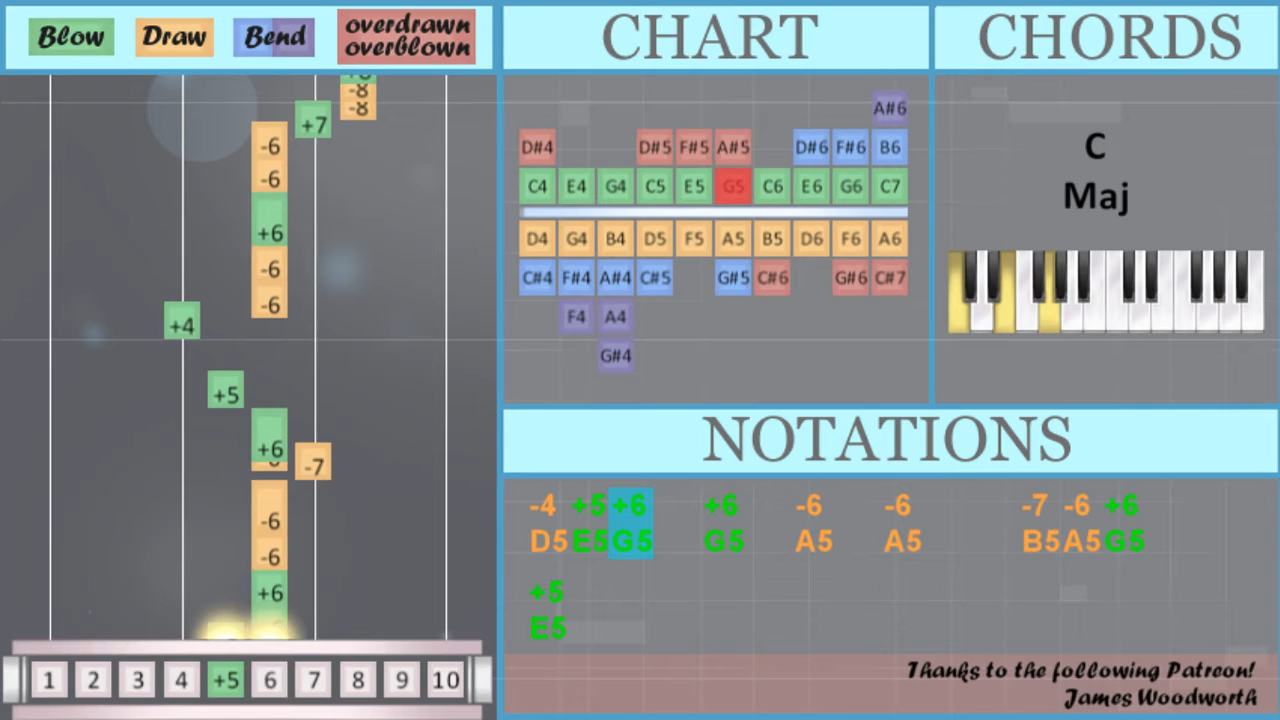 Blow Draw Bend overdrawn
overblown
CHART
CHORDS
+8
-8
-8
+7
-6
-6
+6
-6
-6
+4
+5
+6
-7
-6
-6
+6
1 2 3 4 +5 6 7 8 9 10
A#6
D#4 D#5 F#5 A#5 D#6 F#6 B6
C4 E4 G4 C5 E5 G5 C6 E6 G6 C7
D4 G4 B4 D5 F5 A5 B5 D6 F6 A6
C#4 F#4 A#4 C#5 G#5 C#6 G#6 C#7
F4 A4
G#4
C
Maj
NOTATIONS
-4 +5 +6 +6 -6 -6 -7 -6 +6
D5 E5 G5 G5 A5 A5 B5 A5 G5
+5
E5
Thanks to the following Patreon!
James Woodworth